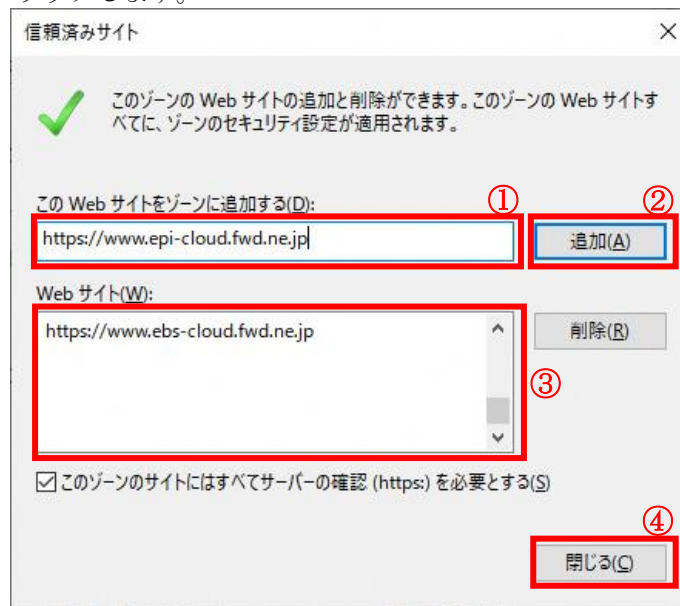 信頼済みサイト
このゾーンの Web サイトの追加と削除ができます。このゾーンの Web サイトす
べてに、ゾーンのセキュリティ設定が適用されます。
この Web サイトをゾーンに追加する(D):
①
②
https://www.epi-cloud.fwd.ne.jp
追加(A)
Web サイト(W):
https://www.ebs-cloud.fwd.ne.jp
削除(R)
③
このゾーンのサイトにはすべてサーバーの確認 (https:) を必要とする(S)
④
閉じる(C)